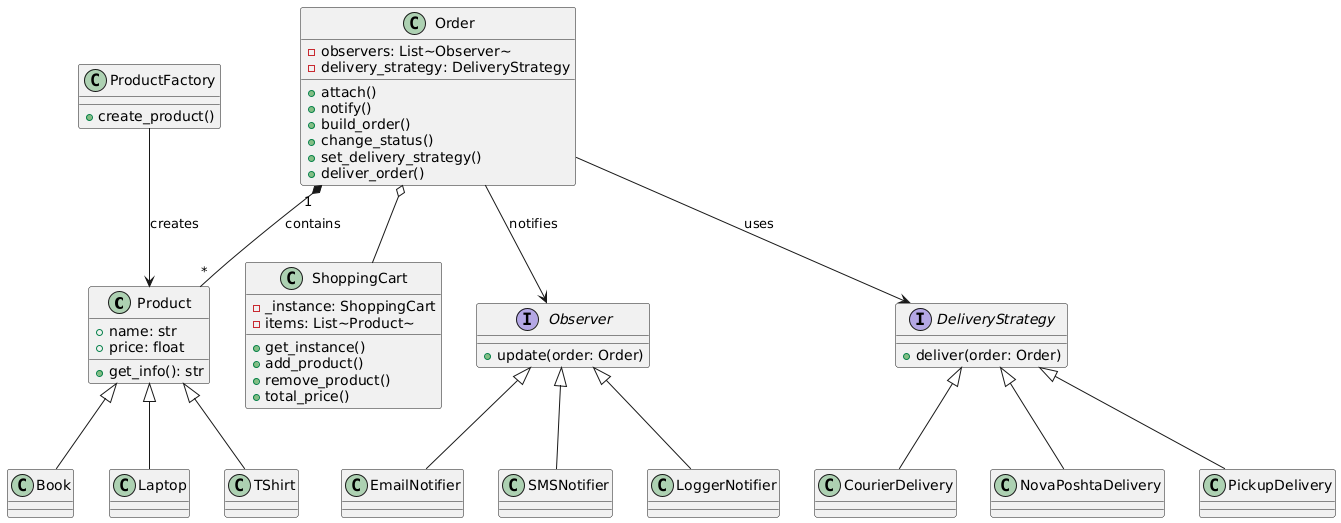 C Order
observers: List~Observer~
delivery_strategy: DeliveryStrategy
attach()
notify()
build_order()
change_status()
set_delivery_strategy()
deliver_order()
C ProductFactory
create_product()
1
creates
contains
notifies
uses
*
C Product
name: str
price: float
get_info(): str
C ShoppingCart
_instance: ShoppingCart
items: List~Product~
get_instance()
add_product()
remove_product()
total_price()
I Observer
update(order: Order)
I DeliveryStrategy
deliver(order: Order)
C Book
C Laptop
C TShirt
C EmailNotifier
C SMSNotifier
C LoggerNotifier
C CourierDelivery
C NovaPoshtaDelivery
C PickupDelivery